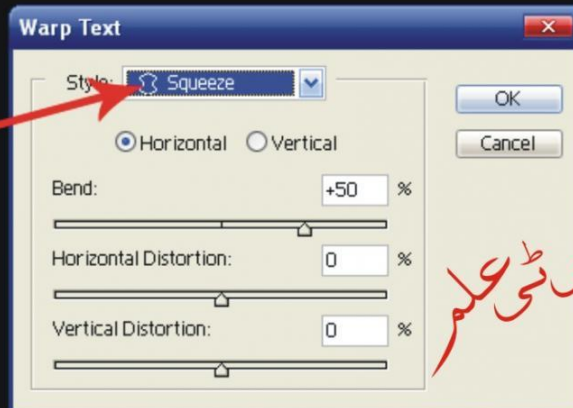 Warp Text
Style: Squeeze
Horizontal Vertical
OK
Cancel
Bend: +50 %
Horizontal Distortion: 0 %
Vertical Distortion: 0 %
علم